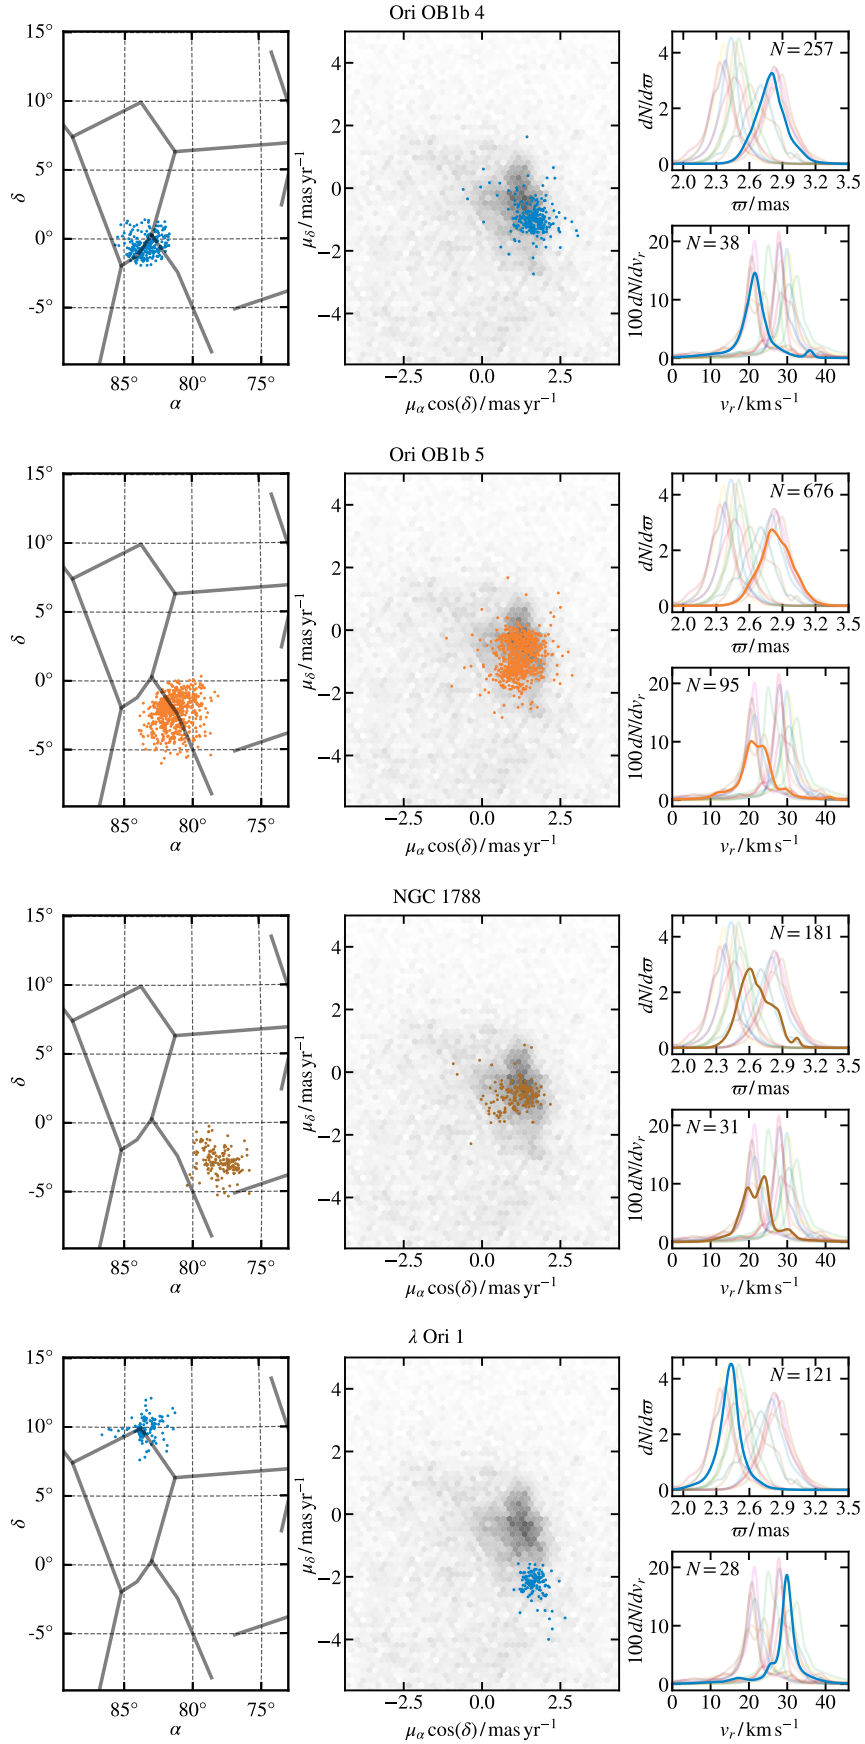 Ori OB1b 4
15°
10°
5°
0°
-5°
δ
85° 80° 75°
α
4
2
0
−2
−4
μδ / mas yr−1
−2.5 0.0 2.5
μα cos(δ) / mas yr−1
N = 257
4
2
0
dN/dϖ
2.0 2.3 2.6 2.9 3.2 3.5
ϖ / mas
N = 38
20
10
0
100 dN/dvr
0 10 20 30 40
vr / km s−1
Ori OB1b 5
15°
10°
5°
0°
-5°
δ
85° 80° 75°
α
4
2
0
−2
−4
μδ / mas yr−1
−2.5 0.0 2.5
μα cos(δ) / mas yr−1
N = 676
4
2
0
dN/dϖ
2.0 2.3 2.6 2.9 3.2 3.5
ϖ / mas
N = 95
20
10
0
100 dN/dvr
0 10 20 30 40
vr / km s−1
NGC 1788
15°
10°
5°
0°
-5°
δ
85° 80° 75°
α
4
2
0
−2
−4
μδ / mas yr−1
−2.5 0.0 2.5
μα cos(δ) / mas yr−1
N = 181
4
2
0
dN/dϖ
2.0 2.3 2.6 2.9 3.2 3.5
ϖ / mas
N = 31
20
10
0
100 dN/dvr
0 10 20 30 40
vr / km s−1
λ Ori 1
15°
10°
5°
0°
-5°
δ
85° 80° 75°
α
4
2
0
−2
−4
μδ / mas yr−1
−2.5 0.0 2.5
μα cos(δ) / mas yr−1
N = 121
4
2
0
dN/dϖ
2.0 2.3 2.6 2.9 3.2 3.5
ϖ / mas
N = 28
20
10
0
100 dN/dvr
0 10 20 30 40
vr / km s−1